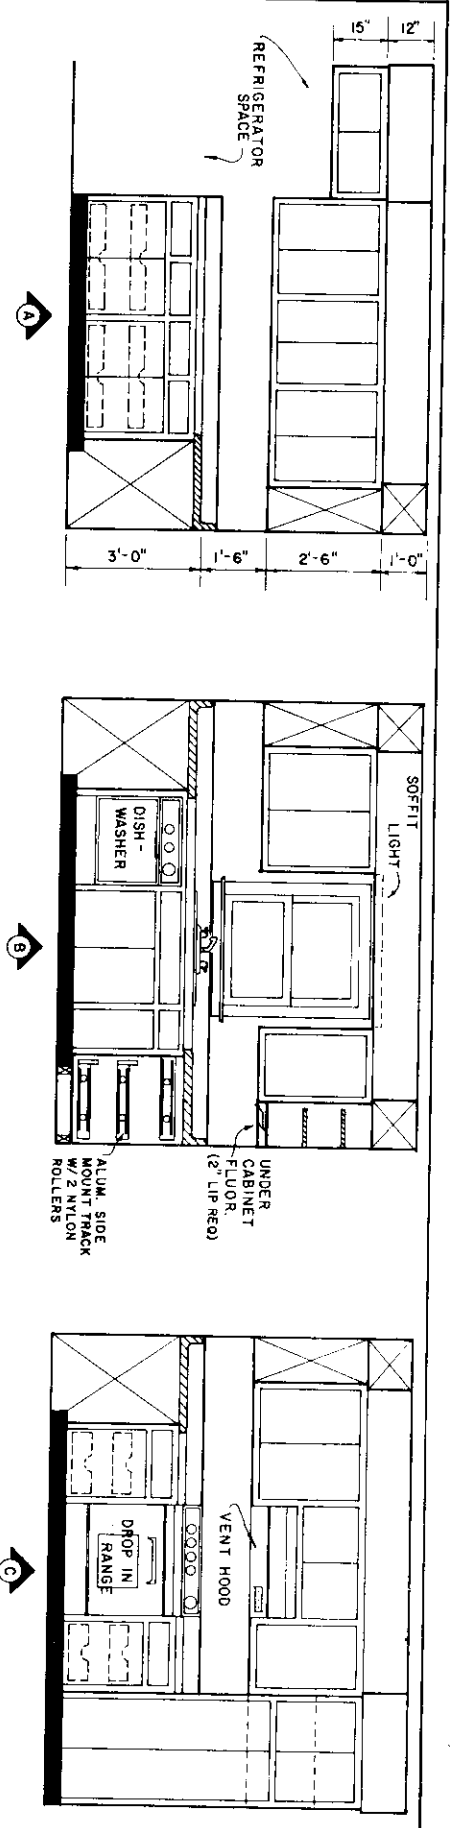 15"
12"
REFRIGERATOR
SPACE
3'-0"
1'-6"
2'-6"
1'-0"
A
SOFFIT
LIGHT
DISH-
WASHER
UNDER
CABINET
FLUOR.
(2" LIP REQ)
ALUM. SIDE
MOUNT TRACK
W/ 2 NYLON
ROLLERS
B
VENT HOOD
DROP IN
RANGE
C